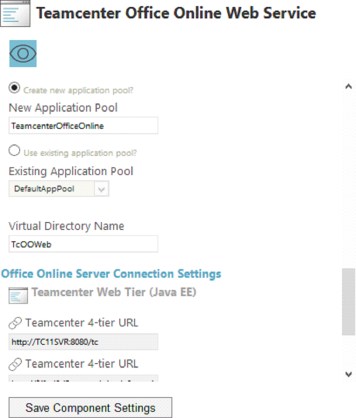 Teamcenter Office Online Web Service
Create new application pool?
New Application Pool
TeamcenterOfficeOnline
Use existing application pool?
Existing Application Pool
DefaultAppPool
Virtual Directory Name
TcOOWeb
Office Online Server Connection Settings
Teamcenter Web Tier (Java EE)
Teamcenter 4-tier URL
http://TC11SVR:8080/tc
Teamcenter 4-tier URL
Save Component Settings